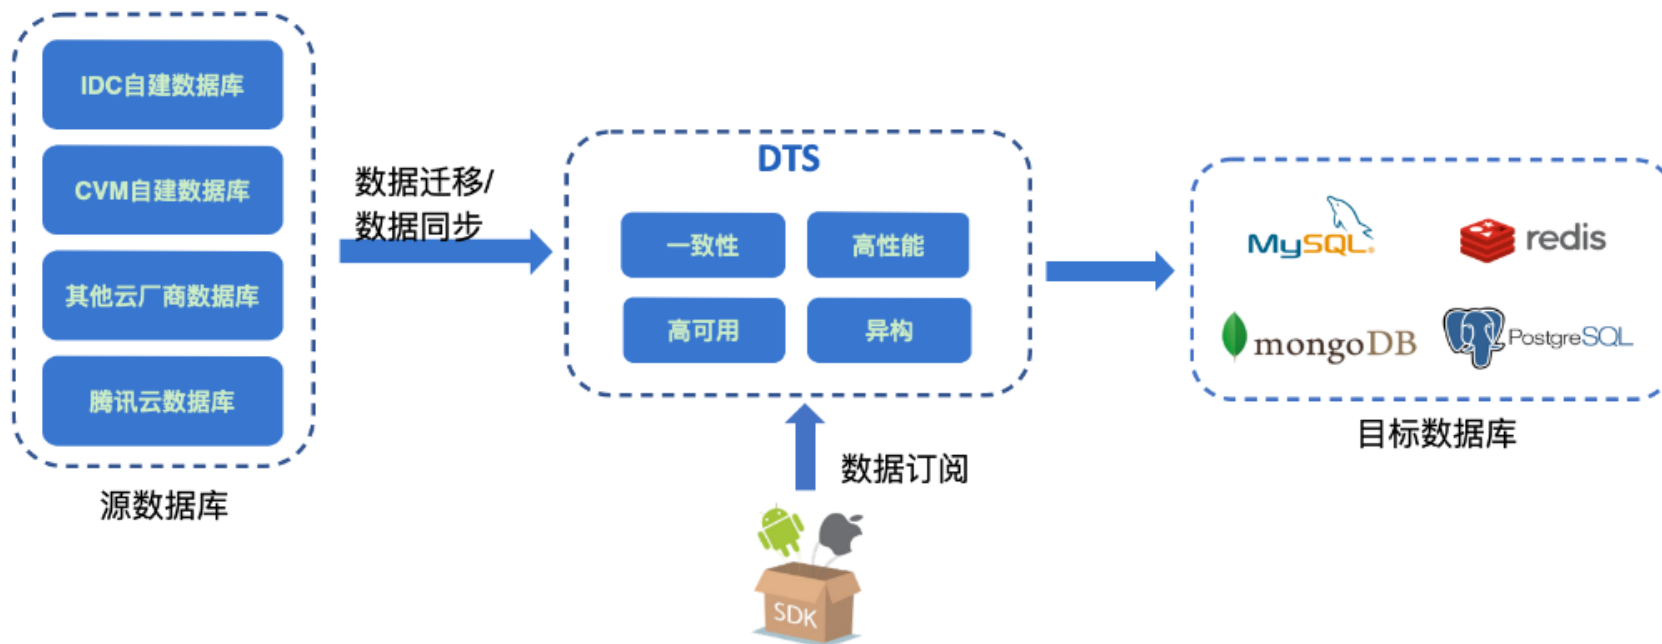 IDC自建数据库
CVM自建数据库
其他云厂商数据库
腾讯云数据库
源数据库
数据迁移/
数据同步
DTS
一致性
高性能
高可用
异构
数据订阅
SDK
MySQL®
redis
mongoDB
PostgreSQL
目标数据库